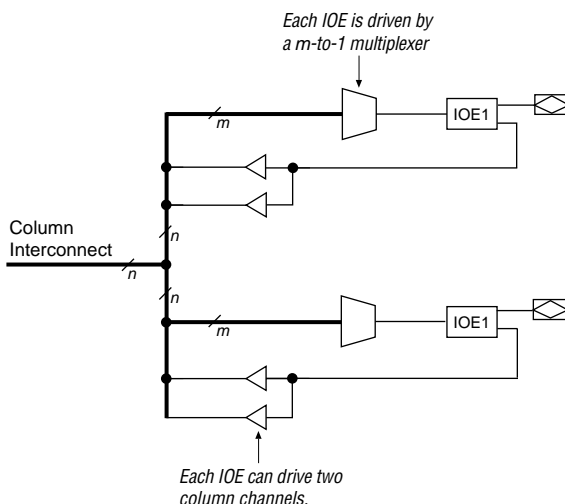 Each IOE is driven by
a m-to-1 multiplexer
m
IOE1
Column
Interconnect
n
n
n
m
IOE1
Each IOE can drive two
column channels.